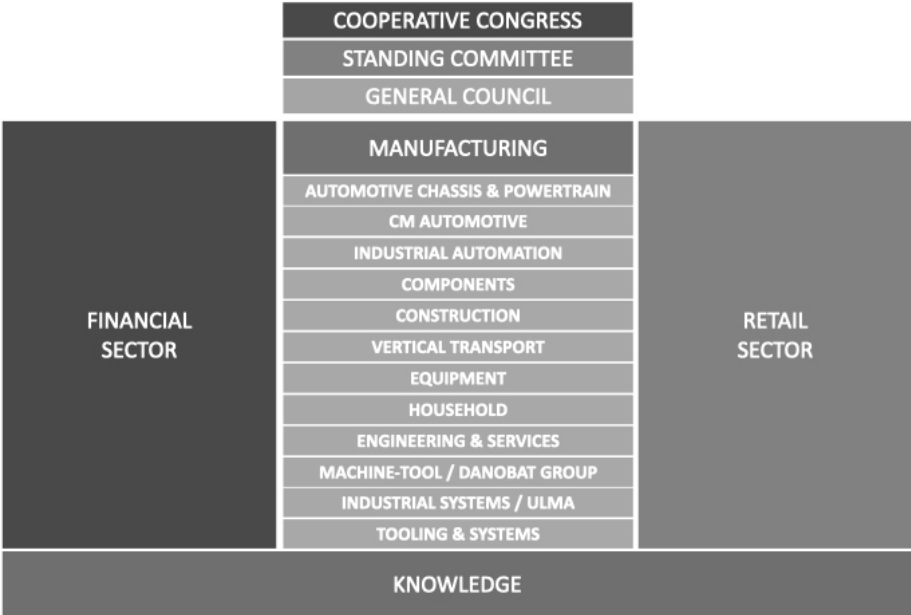 COOPERATIVE CONGRESS
STANDING COMMITTEE
GENERAL COUNCIL
FINANCIAL
SECTOR
MANUFACTURING
AUTOMOTIVE CHASSIS & POWERTRAIN
CM AUTOMOTIVE
INDUSTRIAL AUTOMATION
COMPONENTS
CONSTRUCTION
VERTICAL TRANSPORT
EQUIPMENT
HOUSEHOLD
ENGINEERING & SERVICES
MACHINE-TOOL / DANOBAT GROUP
INDUSTRIAL SYSTEMS / ULMA
TOOLING & SYSTEMS
RETAIL
SECTOR
KNOWLEDGE